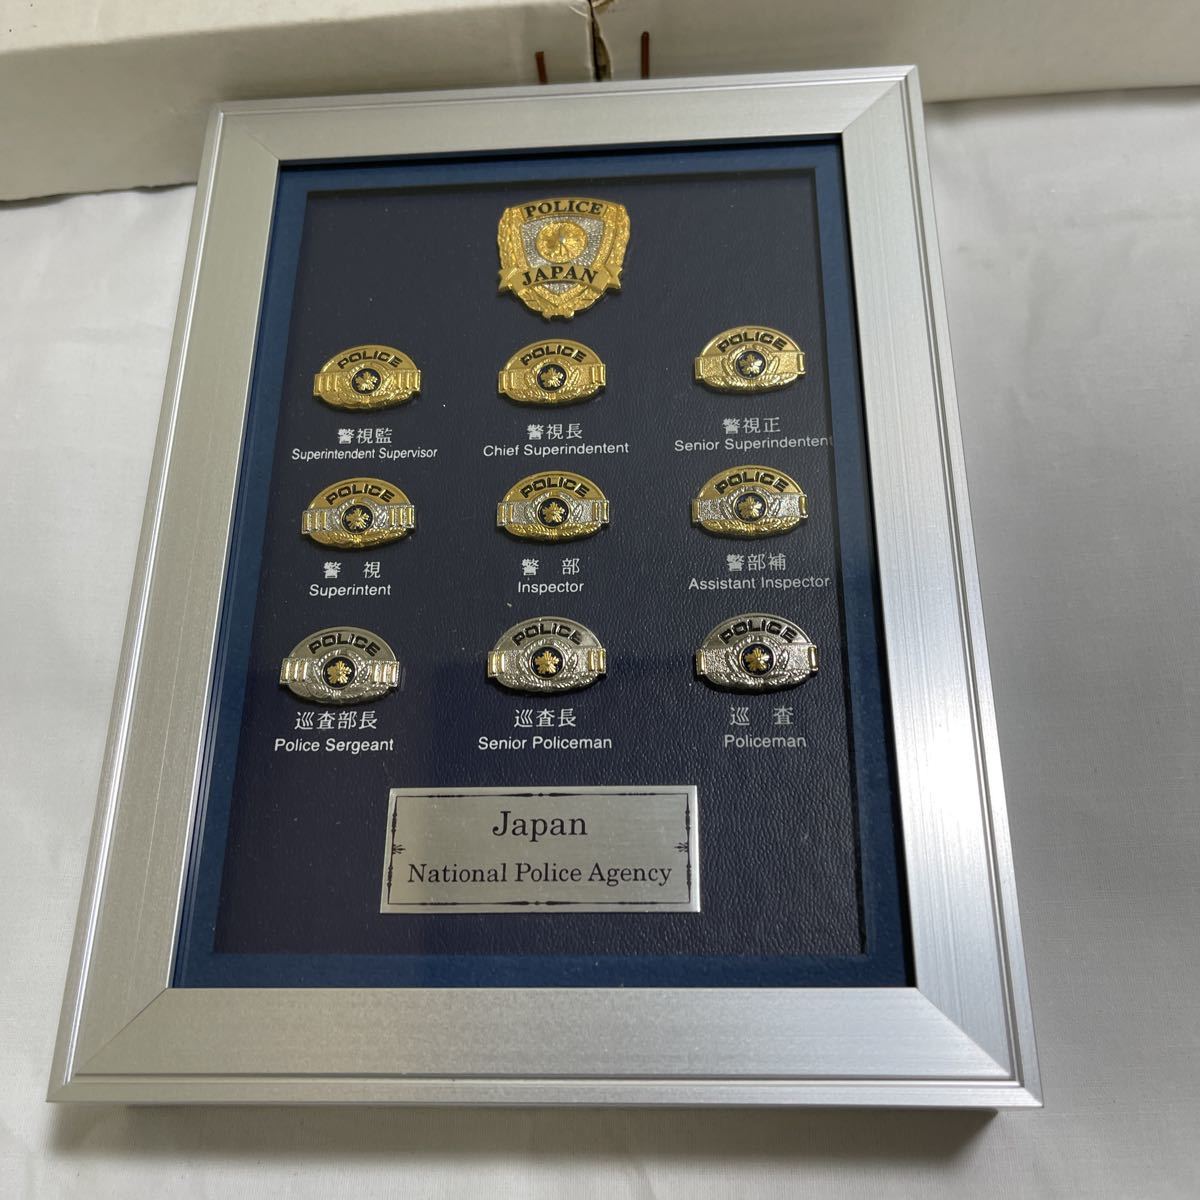 POLICE
JAPAN
POLICE
POLICE
POLICE
警視監
警視長
警視正
Superintendent Supervisor
Chief Superindentent
Senior Superindentent
POLICE
POLICE
POLICE
警 視
警 部
警部補
Superintent
Inspector
Assistant Inspector
POLICE
POLICE
POLICE
巡査部長
巡査長
巡 査
Police Sergeant
Senior Policeman
Policeman
Japan
National Police Agency